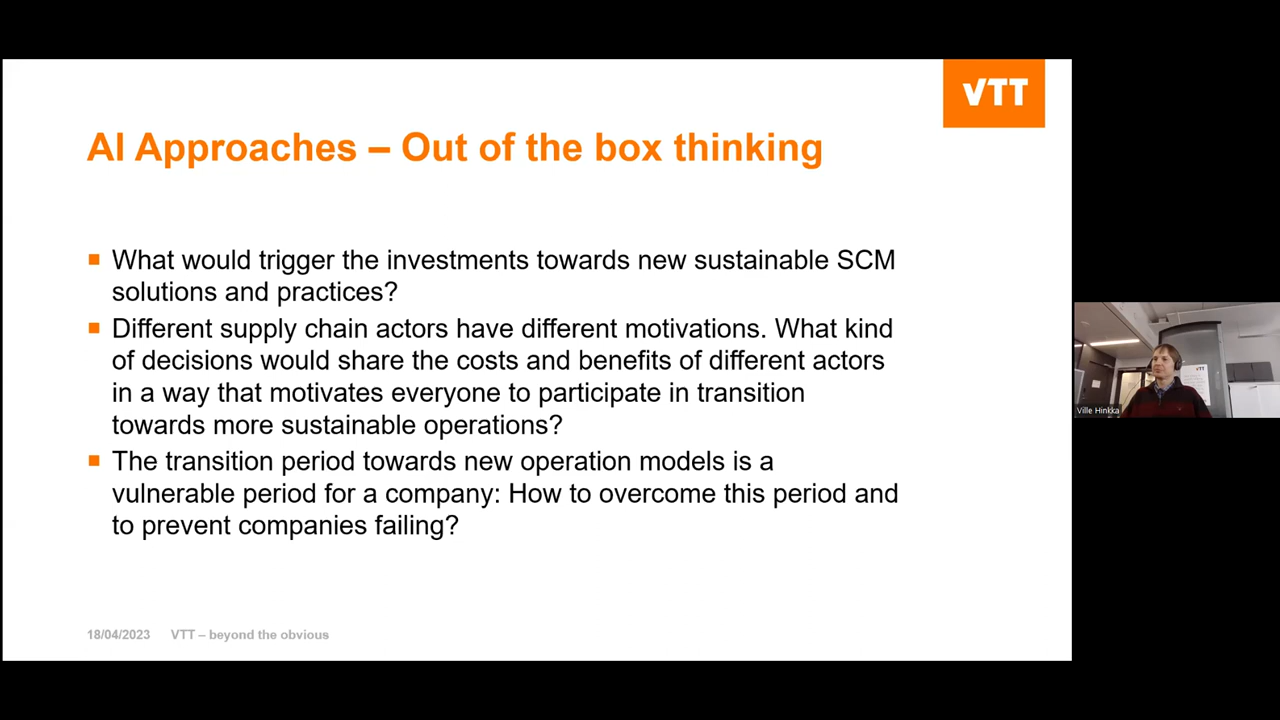 VTT
AI Approaches – Out of the box thinking
What would trigger the investments towards new sustainable SCM
solutions and practices?
Different supply chain actors have different motivations. What kind
of decisions would share the costs and benefits of different actors
in a way that motivates everyone to participate in transition
towards more sustainable operations?
The transition period towards new operation models is a
vulnerable period for a company: How to overcome this period and
to prevent companies failing?
18/04/2023 VTT – beyond the obvious
VTT
Ville Hinkka